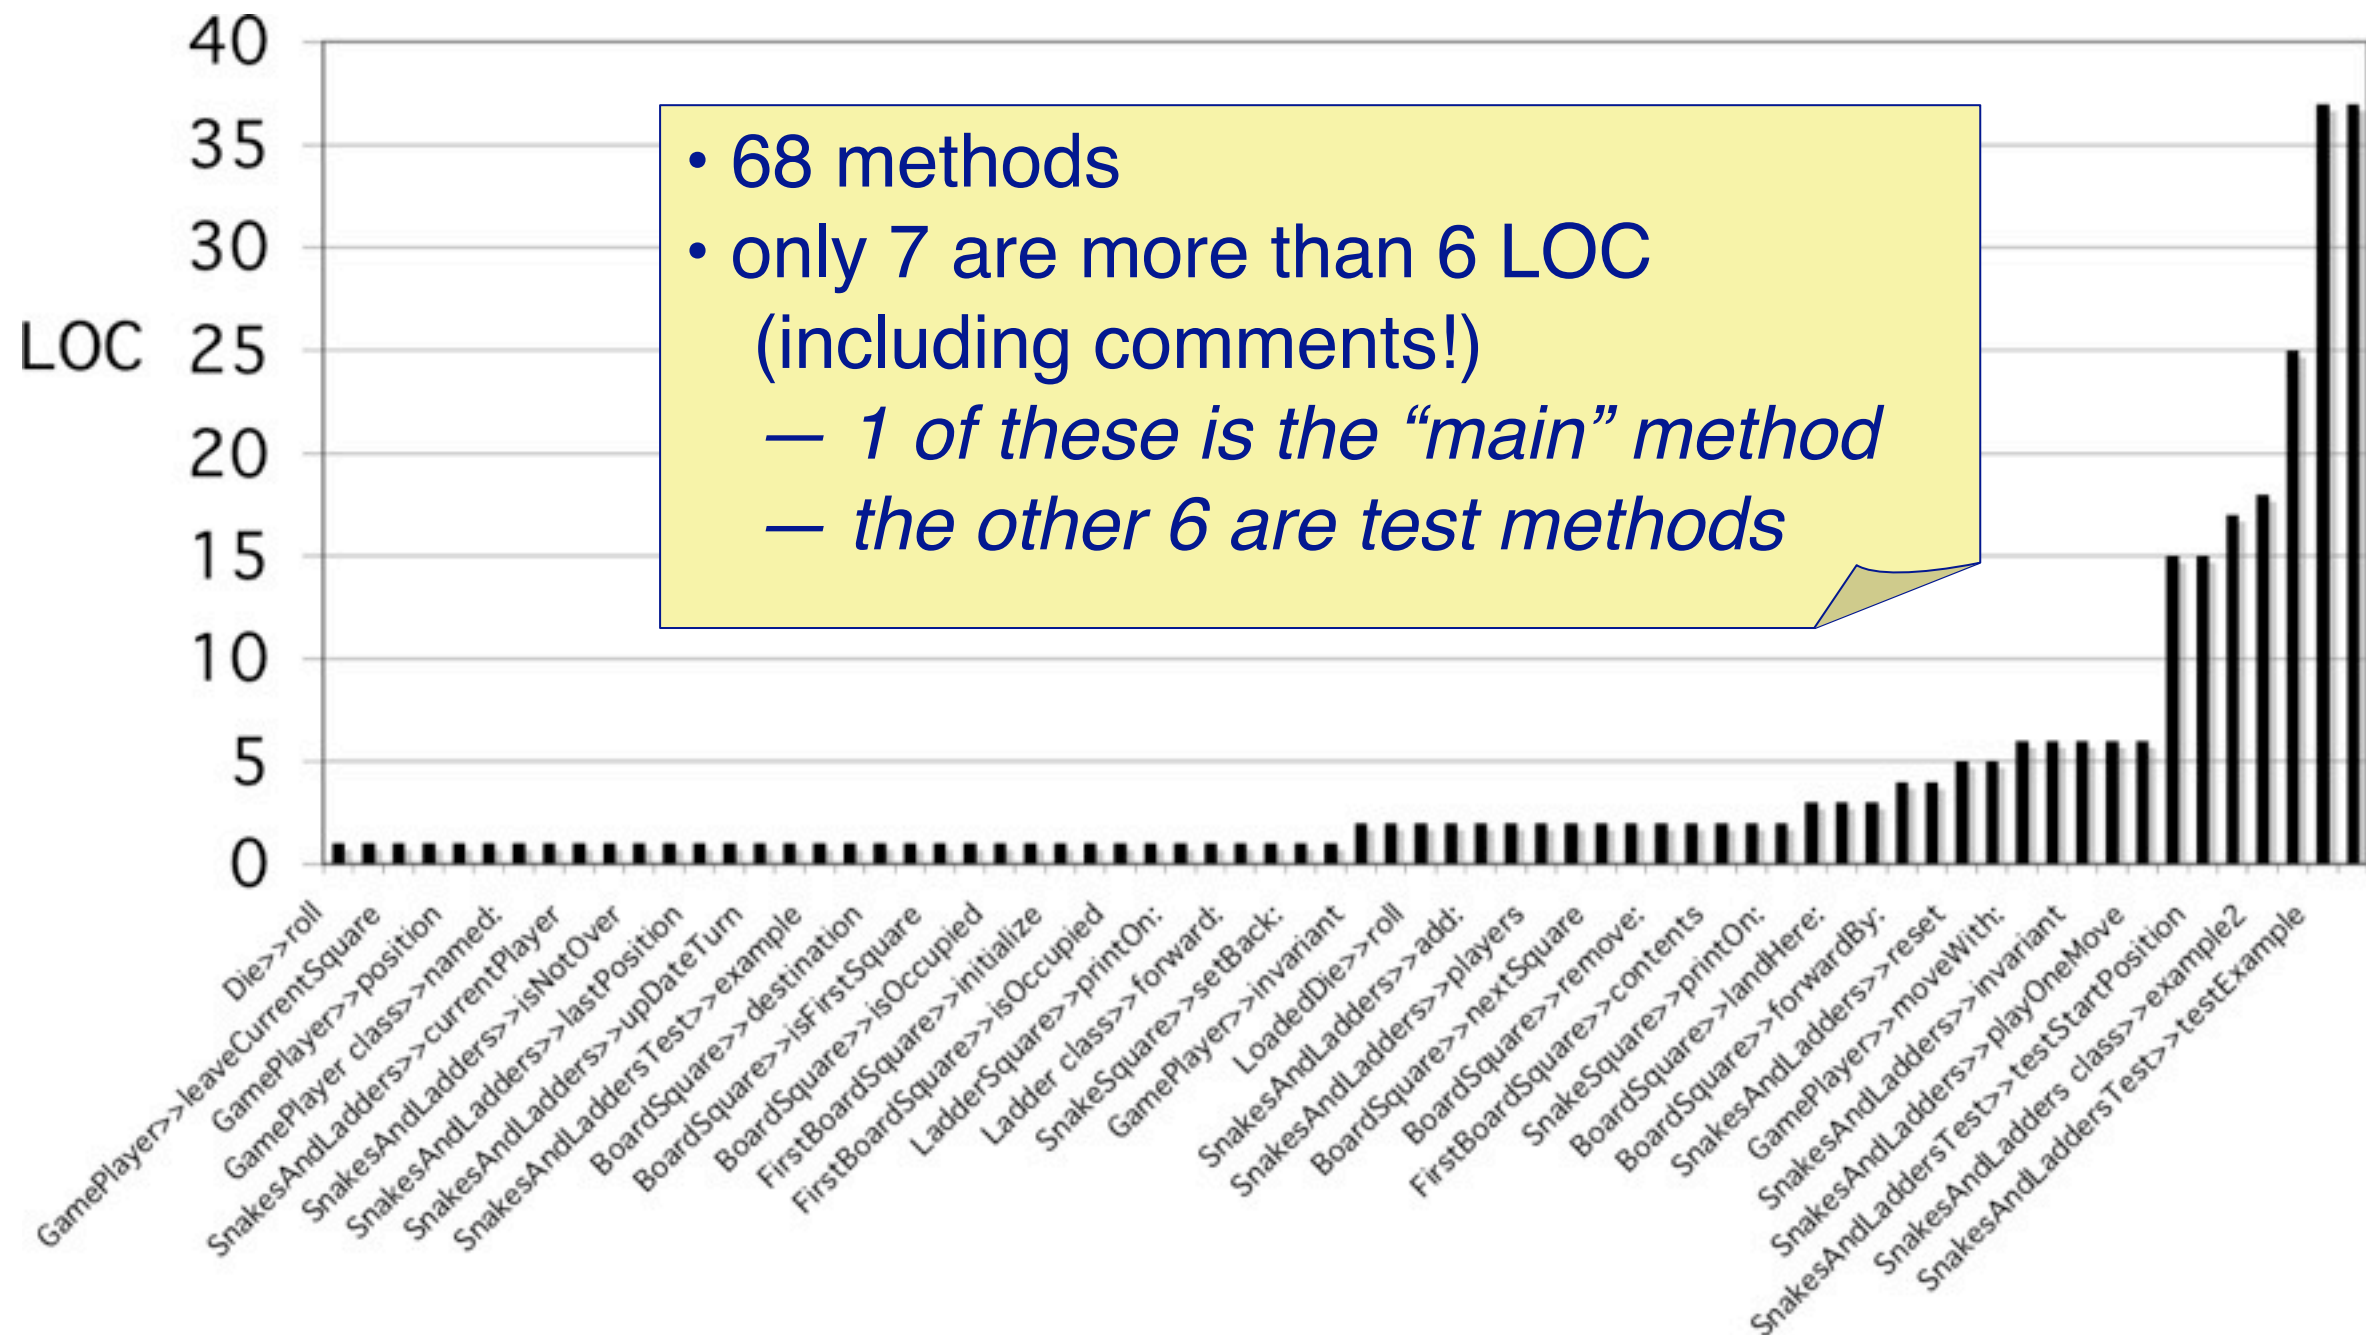 40
35
30
LOC 25
20
15
10
5
0
• 68 methods
• only 7 are more than 6 LOC
(including comments!)
— 1 of these is the “main” method
— the other 6 are test methods
Die>>roll
GamePlayer>>leaveCurrentSquare
GamePlayer>>position
GamePlayer class>>named:
SnakesAndLadders>>currentPlayer
SnakesAndLadders>>isNotOver
SnakesAndLadders>>lastPosition
SnakesAndLadders>>upDateTurn
SnakesAndLaddersTest>>example
BoardSquare>>destination
BoardSquare>>isFirstSquare
BoardSquare>>isOccupied
FirstBoardSquare>>initialize
FirstBoardSquare>>isOccupied
LadderSquare>>printOn:
Ladder class>>forward:
SnakeSquare>>setBack:
GamePlayer>>invariant
LoadedDie>>roll
SnakesAndLadders>>add:
SnakesAndLadders>>players
BoardSquare>>nextSquare
BoardSquare>>remove:
FirstBoardSquare>>contents
SnakeSquare>>printOn:
BoardSquare>>landHere:
BoardSquare>>forwardBy:
SnakesAndLadders>>reset
GamePlayer>>moveWith:
SnakesAndLadders>>invariant
SnakesAndLadders>>playOneMove
SnakesAndLaddersTest>>testStartPosition
SnakesAndLadders class>>example2
SnakesAndLaddersTest>>testExample